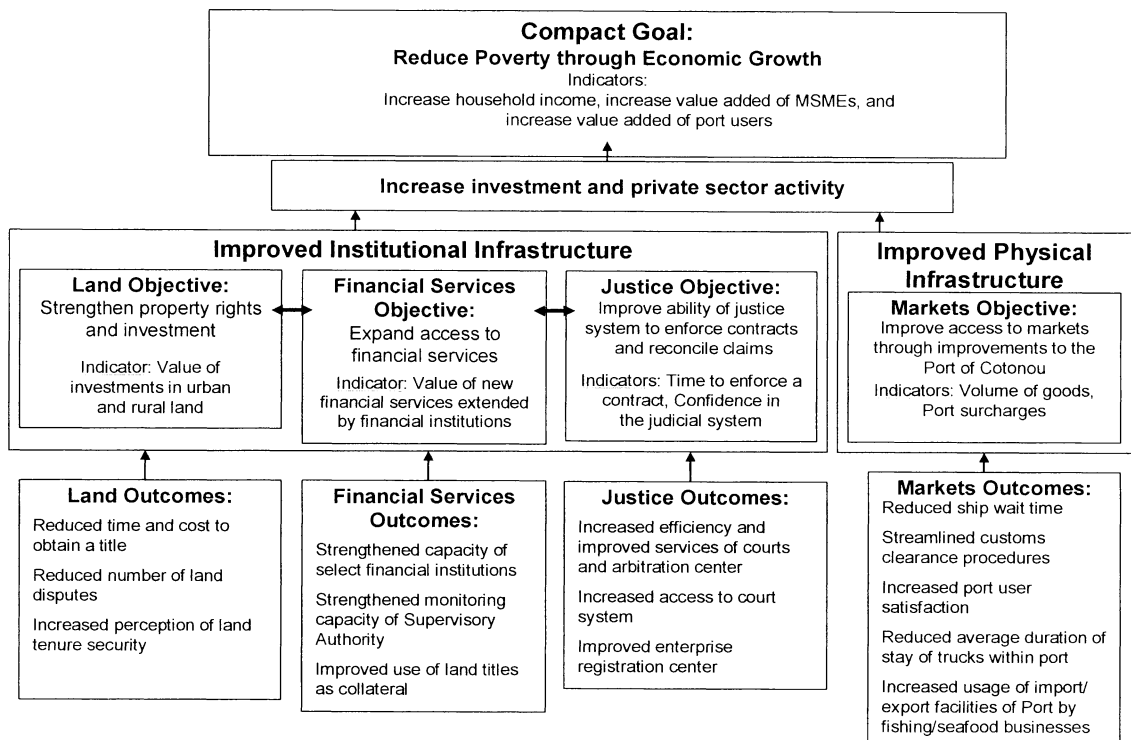 Compact Goal:
Reduce Poverty through Economic Growth
Indicators:
Increase household income, increase value added of MSMEs, and
increase value added of port users
Increase investment and private sector activity
Improved Institutional Infrastructure
Land Objective:
Strengthen property rights
and investment
Indicator: Value of
investments in urban
and rural land
Financial Services
Objective:
Expand access to
financial services
Indicator: Value of new
financial services extended
by financial institutions
Justice Objective:
Improve ability of justice
system to enforce contracts
and reconcile claims
Indicators: Time to enforce a
contract, Confidence in
the judicial system
Improved Physical
Infrastructure
Markets Objective:
Improve access to markets
through improvements to the
Port of Cotonou
Indicators: Volume of goods,
Port surcharges
Land Outcomes:
Reduced time and cost to
obtain a title
Reduced number of land
disputes
Increased perception of land
tenure security
Financial Services
Outcomes:
Strengthened capacity of
select financial institutions
Strengthened monitoring
capacity of Supervisory
Authority
Improved use of land titles
as collateral
Justice Outcomes:
Increased efficiency and
improved services of courts
and arbitration center
Increased access to court
system
Improved enterprise
registration center
Markets Outcomes:
Reduced ship wait time
Streamlined customs
clearance procedures
Increased port user
satisfaction
Reduced average duration of
stay of trucks within port
Increased usage of import/
export facilities of Port by
fishing/seafood businesses